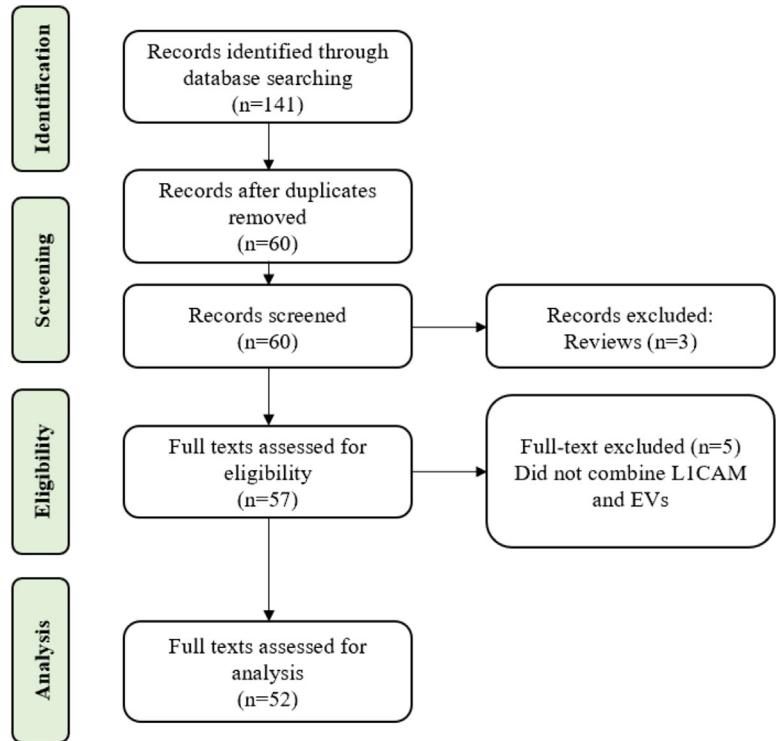 Identification
Records identified through
database searching
(n=141)
Screening
Records after duplicates
removed
(n=60)
Records screened
(n=60)
Records excluded:
Reviews (n=3)
Eligibility
Full texts assessed for
eligibility
(n=57)
Full-text excluded (n=5)
Did not combine L1CAM
and EVs
Analysis
Full texts assessed for
analysis
(n=52)